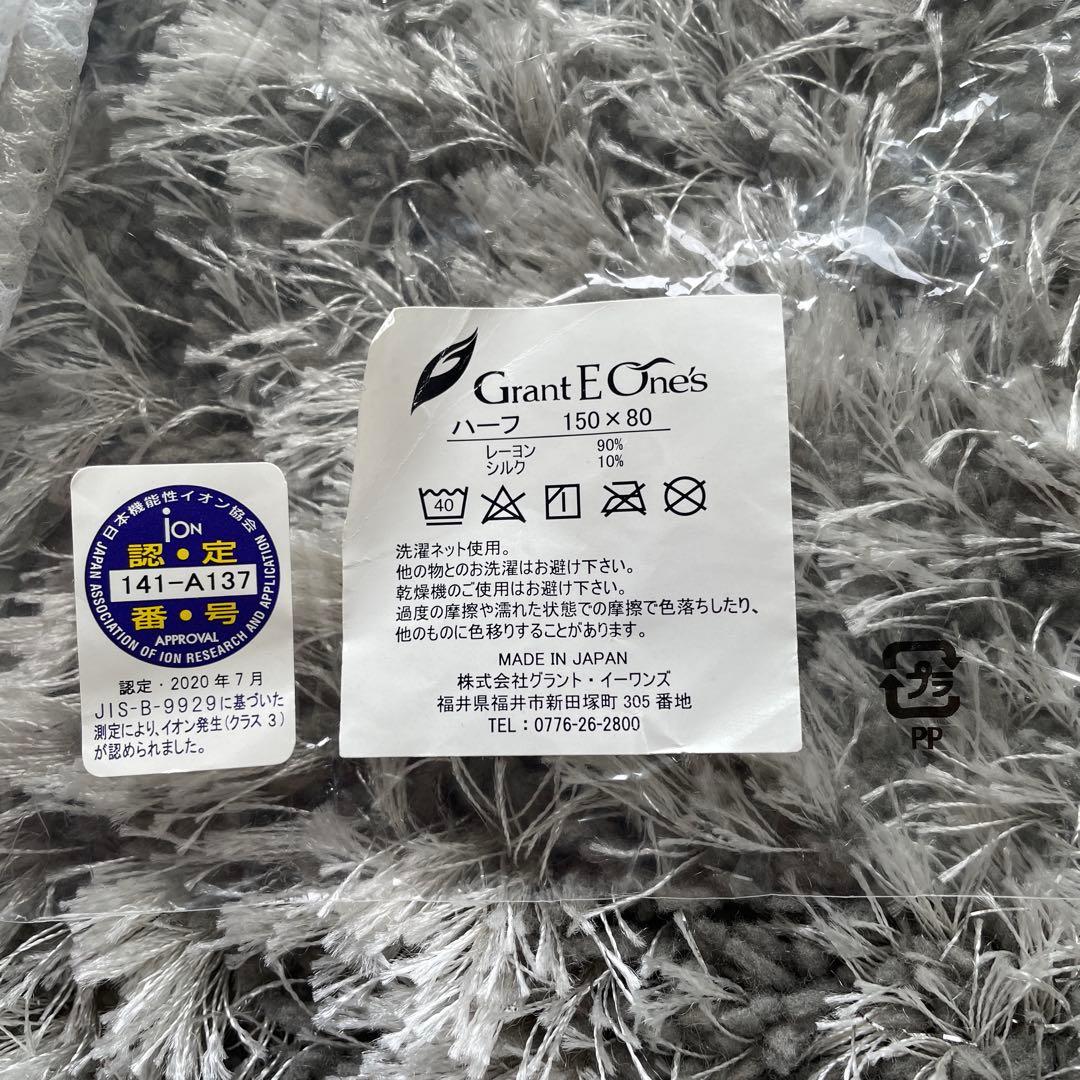 Grant E One's
ハーフ 150×80
レーヨン 90%
シルク 10%
40
洗濯ネット使用。
他の物とのお洗濯はお避け下さい。
乾燥機のご使用はお避け下さい。
過度の摩擦や濡れた状態での摩擦で色落ちしたり、
他のものに色移りすることがあります。
MADE IN JAPAN
株式会社グラント・イーワンズ
福井県福井市新田塚町 305 番地
TEL：0776-26-2800
日本機能性イオン協会
ion
認・定
141-A137
番・号
APPROVAL
JAPAN ASSOCIATION OF ION RESEARCH AND APPLICATION
認定・2020年7月
JIS-B-9929に基づいた
測定により、イオン発生(クラス 3)
が認められました。
プラ
PP